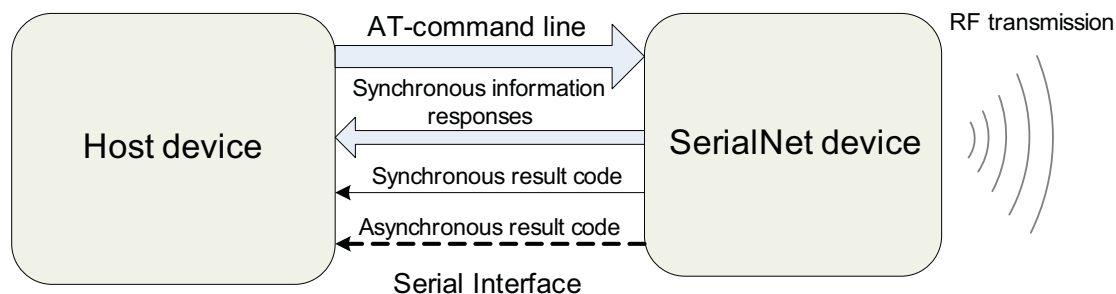 AT-command line
RF transmission
Synchronous information
responses
Host device
SerialNet device
Synchronous result code
Asynchronous result code
Serial Interface